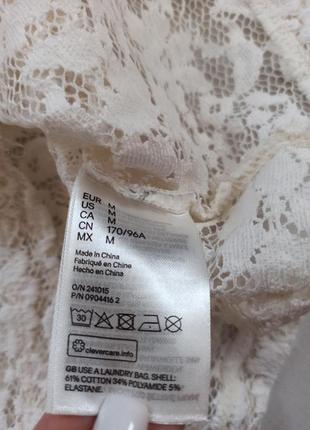 EUR M
US M
CA M
CN 170/96A
MX M
Made in China
Fabriqué en Chine
Hecho en China
O/N 241015
P/N 0904416 2
30
clevercare.info
GB USE A LAUNDRY BAG. SHELL:
61% COTTON 34% POLYAMIDE 5%
ELASTANE.